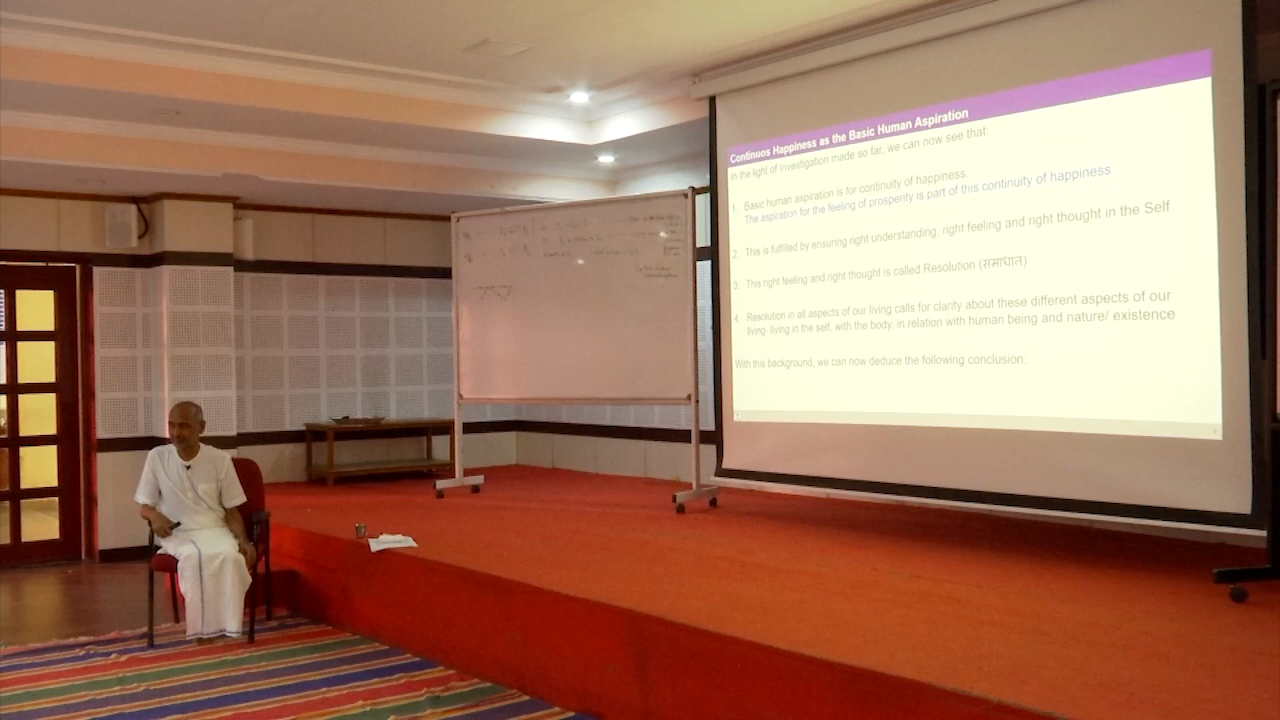 Continuos Happiness as the Basic Human Aspiration
In the light of investigation made so far, we can now see that:
1. Basic human aspiration is for continuity of happiness.
The aspiration for the feeling of prosperity is part of this continuity of happiness
2. This is fulfilled by ensuring right understanding, right feeling and right thought in the Self
3. This right feeling and right thought is called Resolution (समाधान)
4. Resolution in all aspects of our living calls for clarity about these different aspects of our
living- living in the self, with the body, in relation with human being and nature/ existence
With this background, we can now deduce the following conclusion: